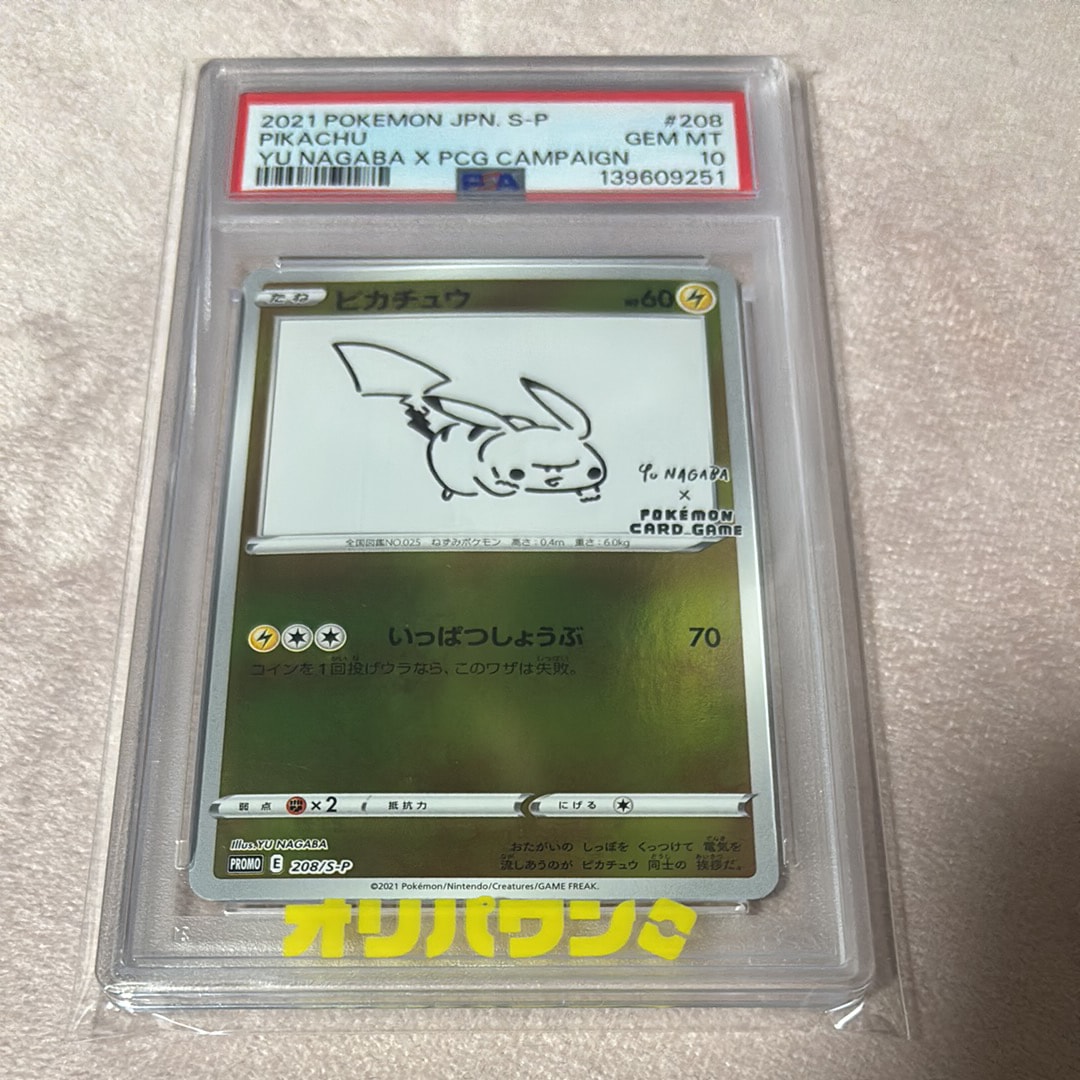 2021 POKEMON JPN. S-P #208
PIKACHU GEM MT
YU NAGABA X PCG CAMPAIGN 10
PSA 139609251
たね ピカチュウ HP60
Yu NAGABA
×
POKÉMON
CARD GAME
全国図鑑NO.025 ねずみポケモン 高さ:0.4m 重さ:6.0kg
いっぱつしょうぶ 70
コインを1回投げウラなら、このワザは失敗。
弱点 ×2 抵抗力 にげる
Illus.YU NAGABA
おたがいの しっぽを くっつけて 電気を
PROMO E 208/S-P
流しあうのが ピカチュウ 同士の 挨拶だ。
©2021 Pokémon/Nintendo/Creatures/GAME FREAK.
オリパワン